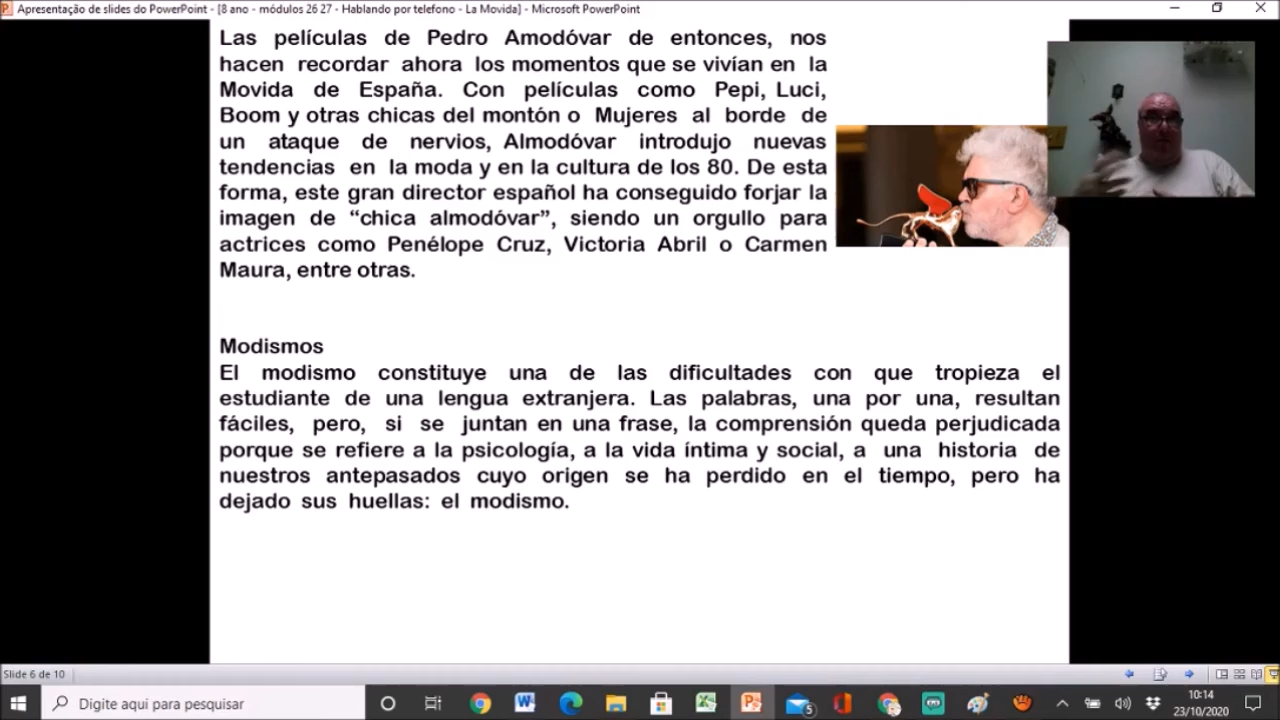 Apresentação de slides do PowerPoint - [8 ano - módulos 26 27 - Hablando por telefono - La Movida] - Microsoft PowerPoint
Las películas de Pedro Amodóvar de entonces, nos
hacen recordar ahora los momentos que se vivían en la
Movida de España. Con películas como Pepi, Luci,
Boom y otras chicas del montón o Mujeres al borde de
un ataque de nervios, Almodóvar introdujo nuevas
tendencias en la moda y en la cultura de los 80. De esta
forma, este gran director español ha conseguido forjar la
imagen de “chica almodóvar”, siendo un orgullo para
actrices como Penélope Cruz, Victoria Abril o Carmen
Maura, entre otras.
Modismos
El modismo constituye una de las dificultades con que tropieza el
estudiante de una lengua extranjera. Las palabras, una por una, resultan
fáciles, pero, si se juntan en una frase, la comprensión queda perjudicada
porque se refiere a la psicología, a la vida íntima y social, a una historia de
nuestros antepasados cuyo origen se ha perdido en el tiempo, pero ha
dejado sus huellas: el modismo.
Slide 6 de 10
Digite aqui para pesquisar
5
10:14
23/10/2020